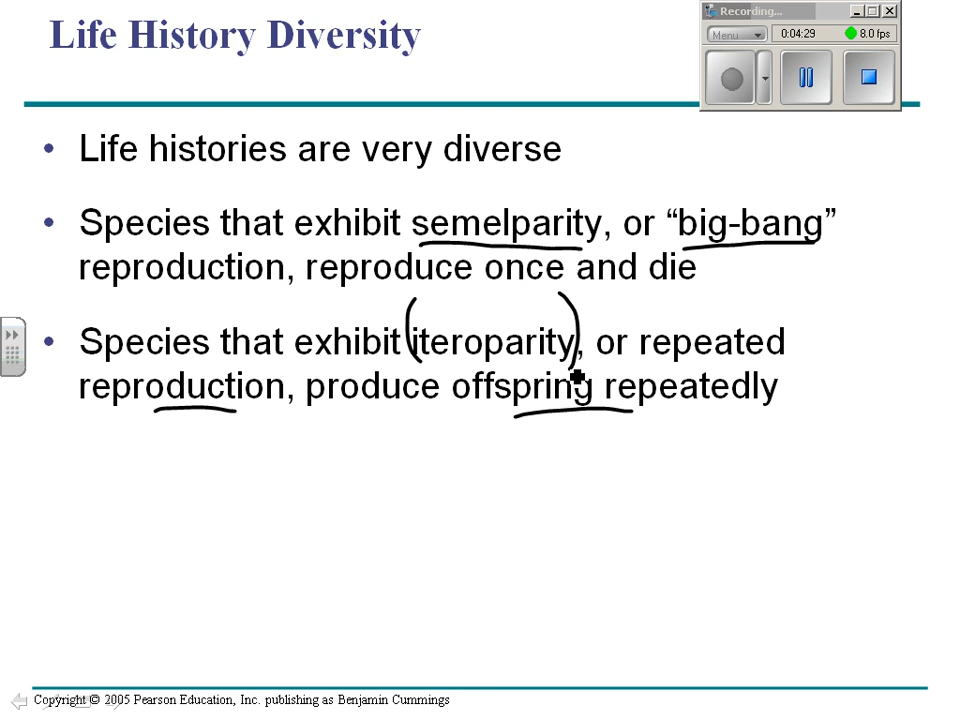 Life History Diversity
Recording...
Menu
0:04:29
8.0 fps
• Life histories are very diverse
• Species that exhibit semelparity, or “big-bang”
reproduction, reproduce once and die
• Species that exhibit iteroparity, or repeated
reproduction, produce offspring repeatedly
Copyright © 2005 Pearson Education, Inc. publishing as Benjamin Cummings